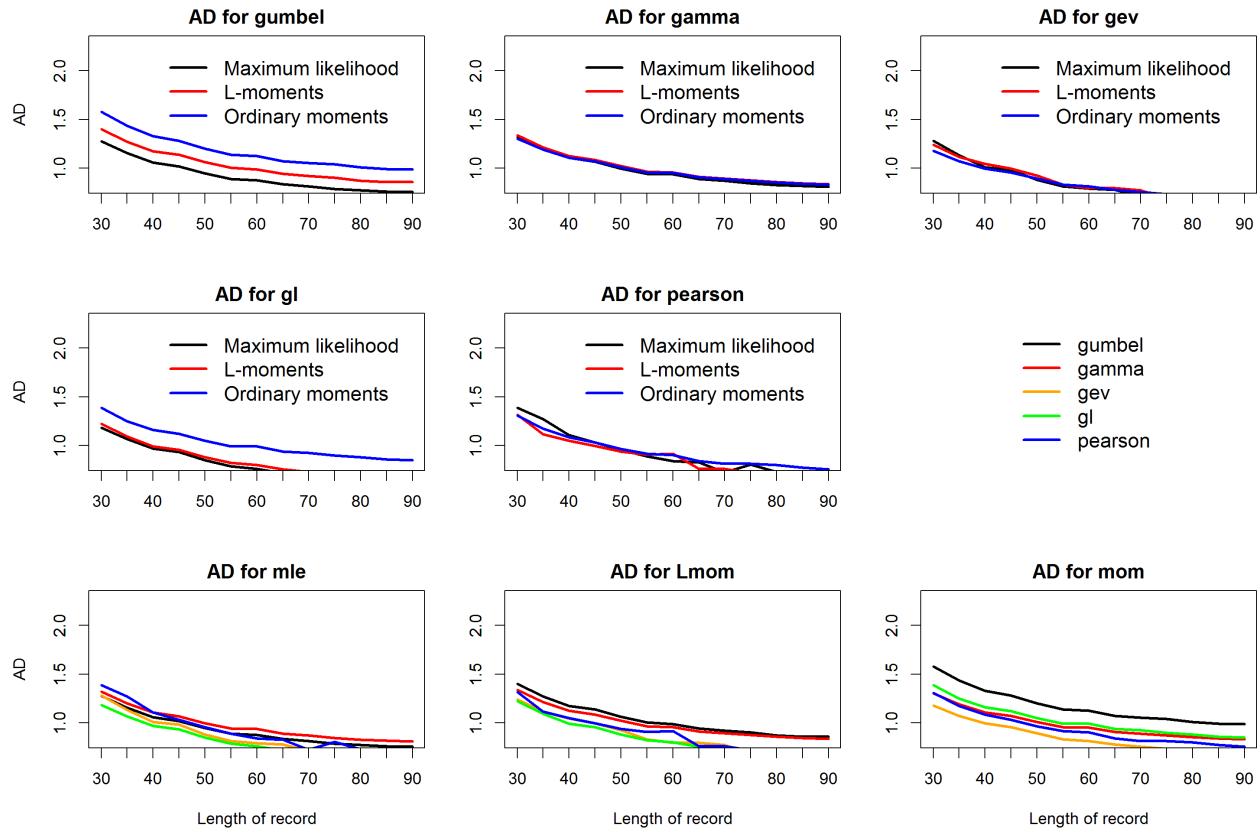 AD for gumbel
AD
2.0
1.5
1.0
Maximum likelihood
L-moments
Ordinary moments
30 40 50 60 70 80 90
AD for gamma
2.0
1.5
1.0
Maximum likelihood
L-moments
Ordinary moments
30 40 50 60 70 80 90
AD for gev
2.0
1.5
1.0
Maximum likelihood
L-moments
Ordinary moments
30 40 50 60 70 80 90
AD for gl
AD
2.0
1.5
1.0
Maximum likelihood
L-moments
Ordinary moments
30 40 50 60 70 80 90
AD for pearson
2.0
1.5
1.0
Maximum likelihood
L-moments
Ordinary moments
30 40 50 60 70 80 90
gumbel
gamma
gev
gl
pearson
AD for mle
AD
2.0
1.5
1.0
30 40 50 60 70 80 90
Length of record
AD for Lmom
2.0
1.5
1.0
30 40 50 60 70 80 90
Length of record
AD for mom
2.0
1.5
1.0
30 40 50 60 70 80 90
Length of record